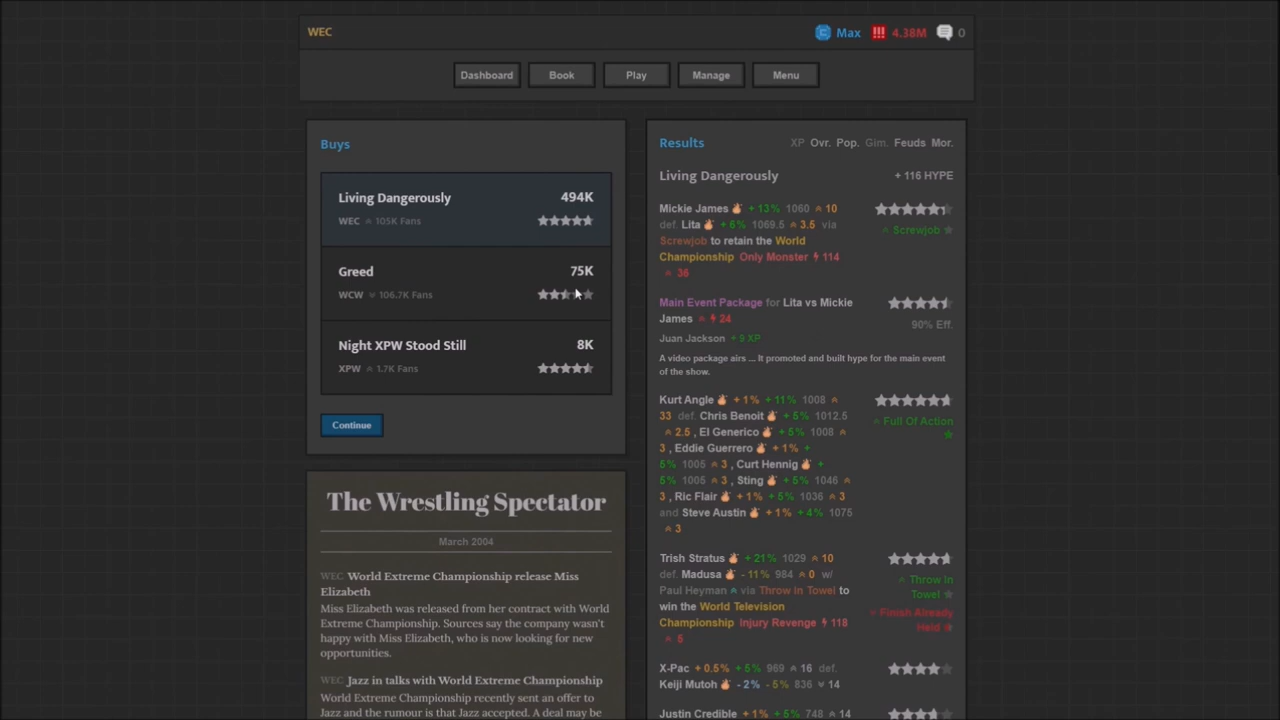 WEC
Max 4.38M 0
Dashboard Book Play Manage Menu
Buys
Living Dangerously 494K
WEC 105K Fans
Greed 75K
WCW 106.7K Fans
Night XPW Stood Still 8K
XPW 1.7K Fans
Continue
The Wrestling Spectator
March 2004
WEC World Extreme Championship release Miss
Elizabeth
Miss Elizabeth was released from her contract with World
Extreme Championship. Sources say the company wasn't
happy with Miss Elizabeth, who is now looking for new
opportunities.
WEC Jazz in talks with World Extreme Championship
World Extreme Championship recently sent an offer to
Jazz and the rumour is that Jazz accepted. A deal may be
Results XP Ovr. Pop. Gim. Feuds Mor.
Living Dangerously + 116 HYPE
Mickie James + 13% 1060 10
def. Lita + 6% 1069.5 3.5 via
Screwjob
Screwjob to retain the World
Championship Only Monster 114
36
Main Event Package for Lita vs Mickie
James 24
90% Eff.
Juan Jackson + 9 XP
A video package airs ... It promoted and built hype for the main event
of the show.
Kurt Angle + 1% + 11% 1008
33 def. Chris Benoit + 5% 1012.5
Full Of Action
2.5 , El Generico + 5% 1008
3 , Eddie Guerrero + 1% +
5% 1005 3 , Curt Hennig +
5% 1005 3 , Sting + 5% 1046
3 , Ric Flair + 1% + 5% 1036 3
and Steve Austin + 1% + 4% 1075
3
Trish Stratus + 21% 1029 10
def. Madusa - 11% 984 0 w/
Throw In
Paul Heyman via Throw In Towel to
Towel
win the World Television
Finish Already
Championship Injury Revenge 118
Held
5
X-Pac + 0.5% + 5% 969 16 def.
Keiji Mutoh - 2% - 5% 836 14
Justin Credible + 1% + 5% 748 14